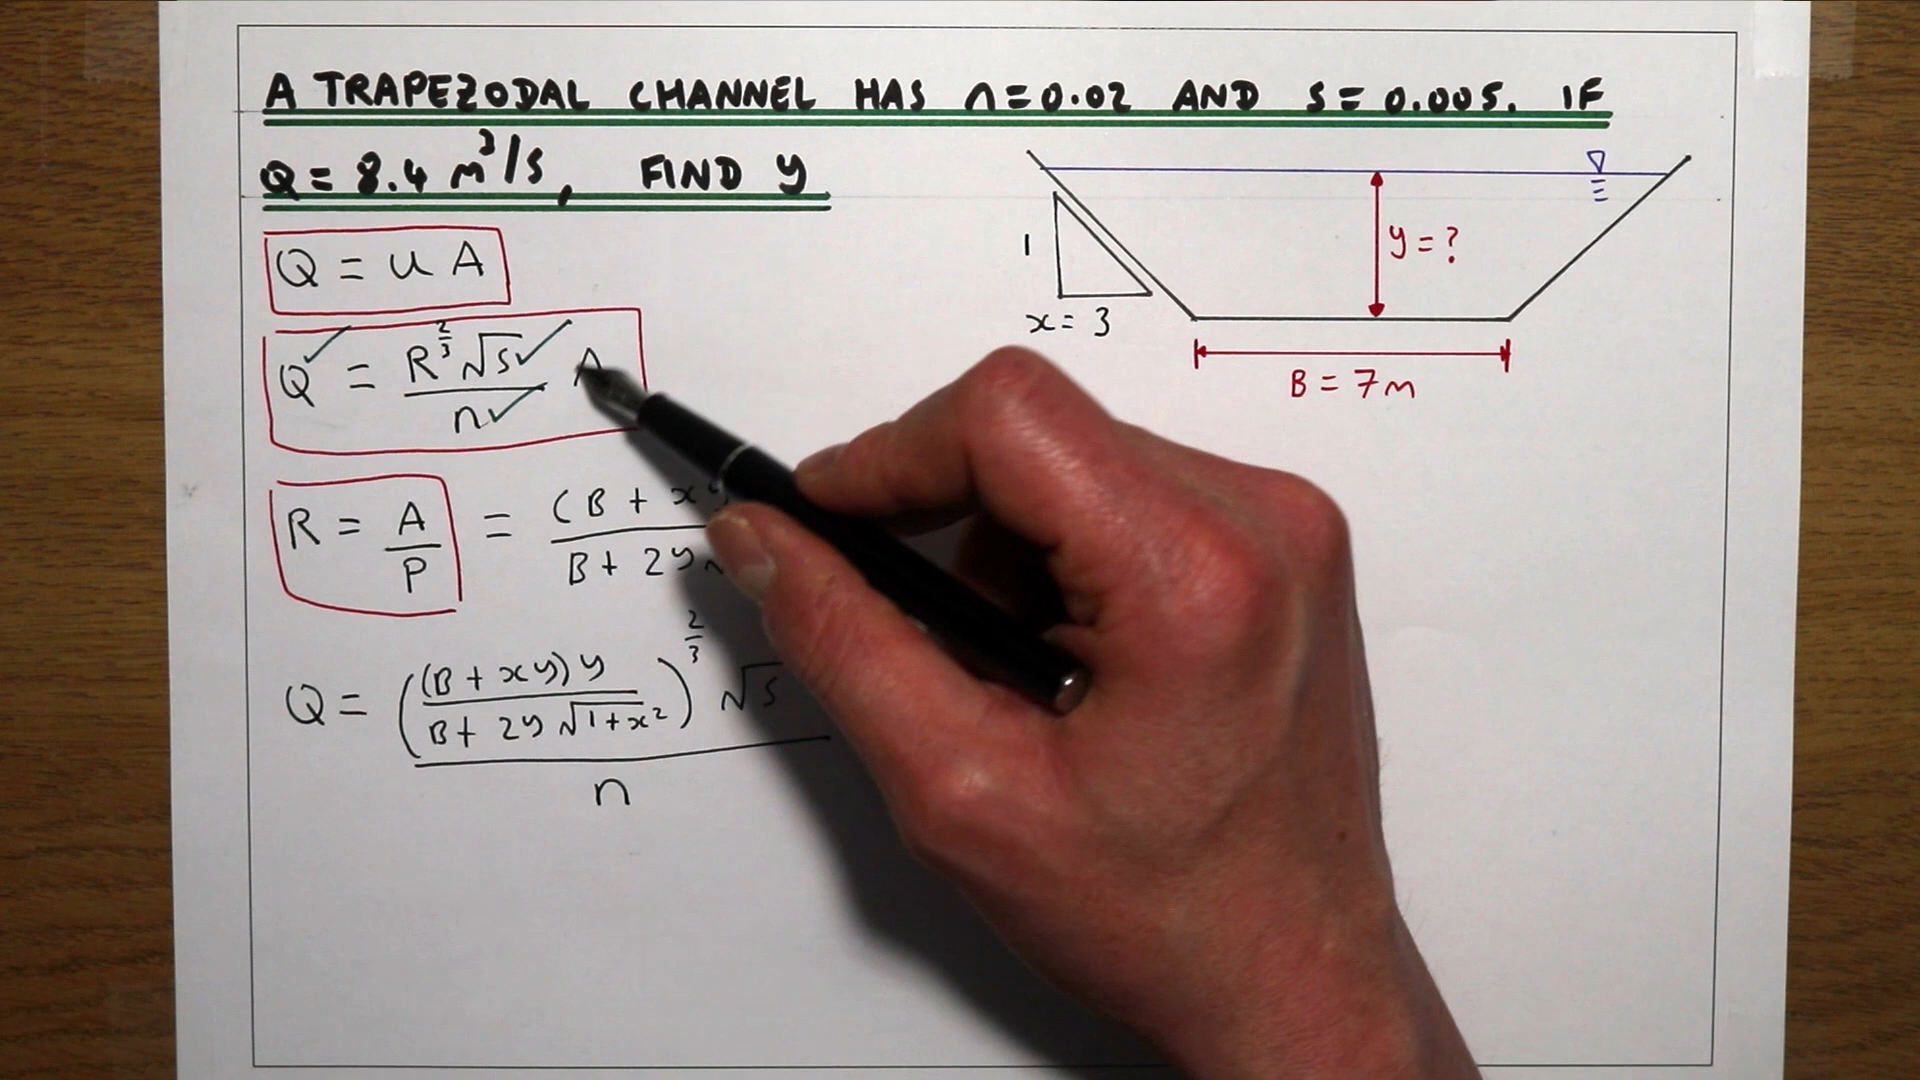 A TRAPEZODAL CHANNEL HAS n=0.02 AND S=0.005. IF
Q = 8.4 m³/s, FIND y
Q = u A
1
y = ?
x = 3
B = 7m
Q = R^(2/3) √S / n A
R = A / P = (B + xy / B + 2y√
Q = ((B + xy)y / B + 2y√1+x²)^(2/3) √S / n